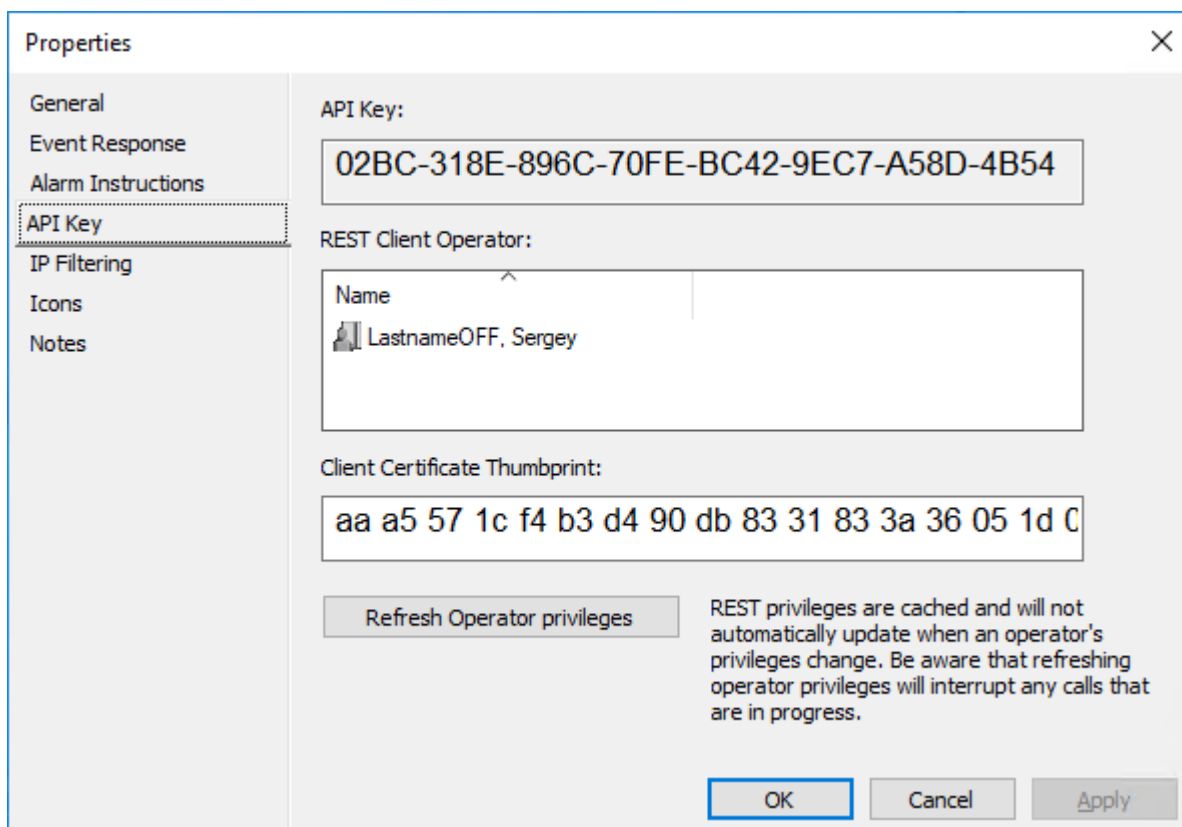 Properties
General
Event Response
Alarm Instructions
API Key
IP Filtering
Icons
Notes
API Key:
02BC-318E-896C-70FE-BC42-9EC7-A58D-4B54
REST Client Operator:
Name
LastnameOFF, Sergey
Client Certificate Thumbprint:
aa a5 57 1c f4 b3 d4 90 db 83 31 83 3a 36 05 1d
Refresh Operator privileges
REST privileges are cached and will not
automatically update when an operator's
privileges change. Be aware that refreshing
operator privileges will interrupt any calls that
are in progress.
OK
Cancel
Apply